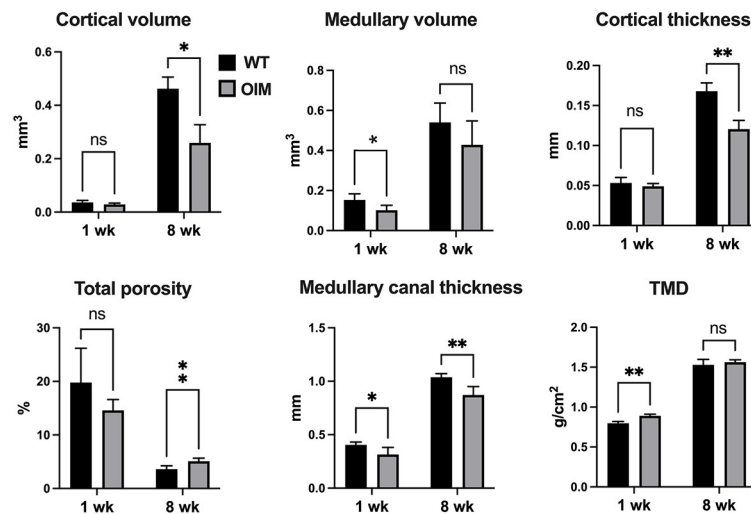 Cortical volume
0.6
0.4
0.2
0.0
mm3
ns
*
WT
OIM
1 wk
8 wk
Medullary volume
0.8
0.6
0.4
0.2
0.0
mm3
*
ns
1 wk
8 wk
Cortical thickness
0.20
0.15
0.10
0.05
0.00
mm
ns
**
1 wk
8 wk
Total porosity
30
20
10
0
%
ns
**
1 wk
8 wk
Medullary canal thickness
1.5
1.0
0.5
0.0
mm
*
**
1 wk
8 wk
TMD
2.0
1.5
1.0
0.5
0.0
g/cm2
**
ns
1 wk
8 wk